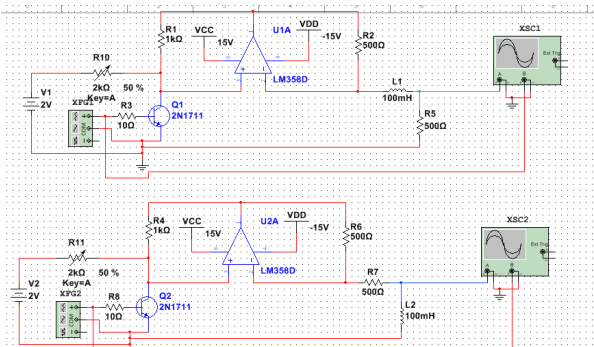 XSC1
Ext Trig
A
B
R1
1kΩ
VCC
15V
U1A
VDD
-15V
R2
500Ω
LM358D
R10
2kΩ
50 %
Key=A
V1
2V
XFG1
COM
R3
10Ω
Q1
2N1711
L1
100mH
R5
500Ω
XSC2
Ext Trig
A
B
R4
1kΩ
VCC
15V
U2A
VDD
-15V
R6
500Ω
LM358D
R11
2kΩ
50 %
Key=A
V2
2V
XFG2
COM
R8
10Ω
Q2
2N1711
R7
500Ω
L2
100mH